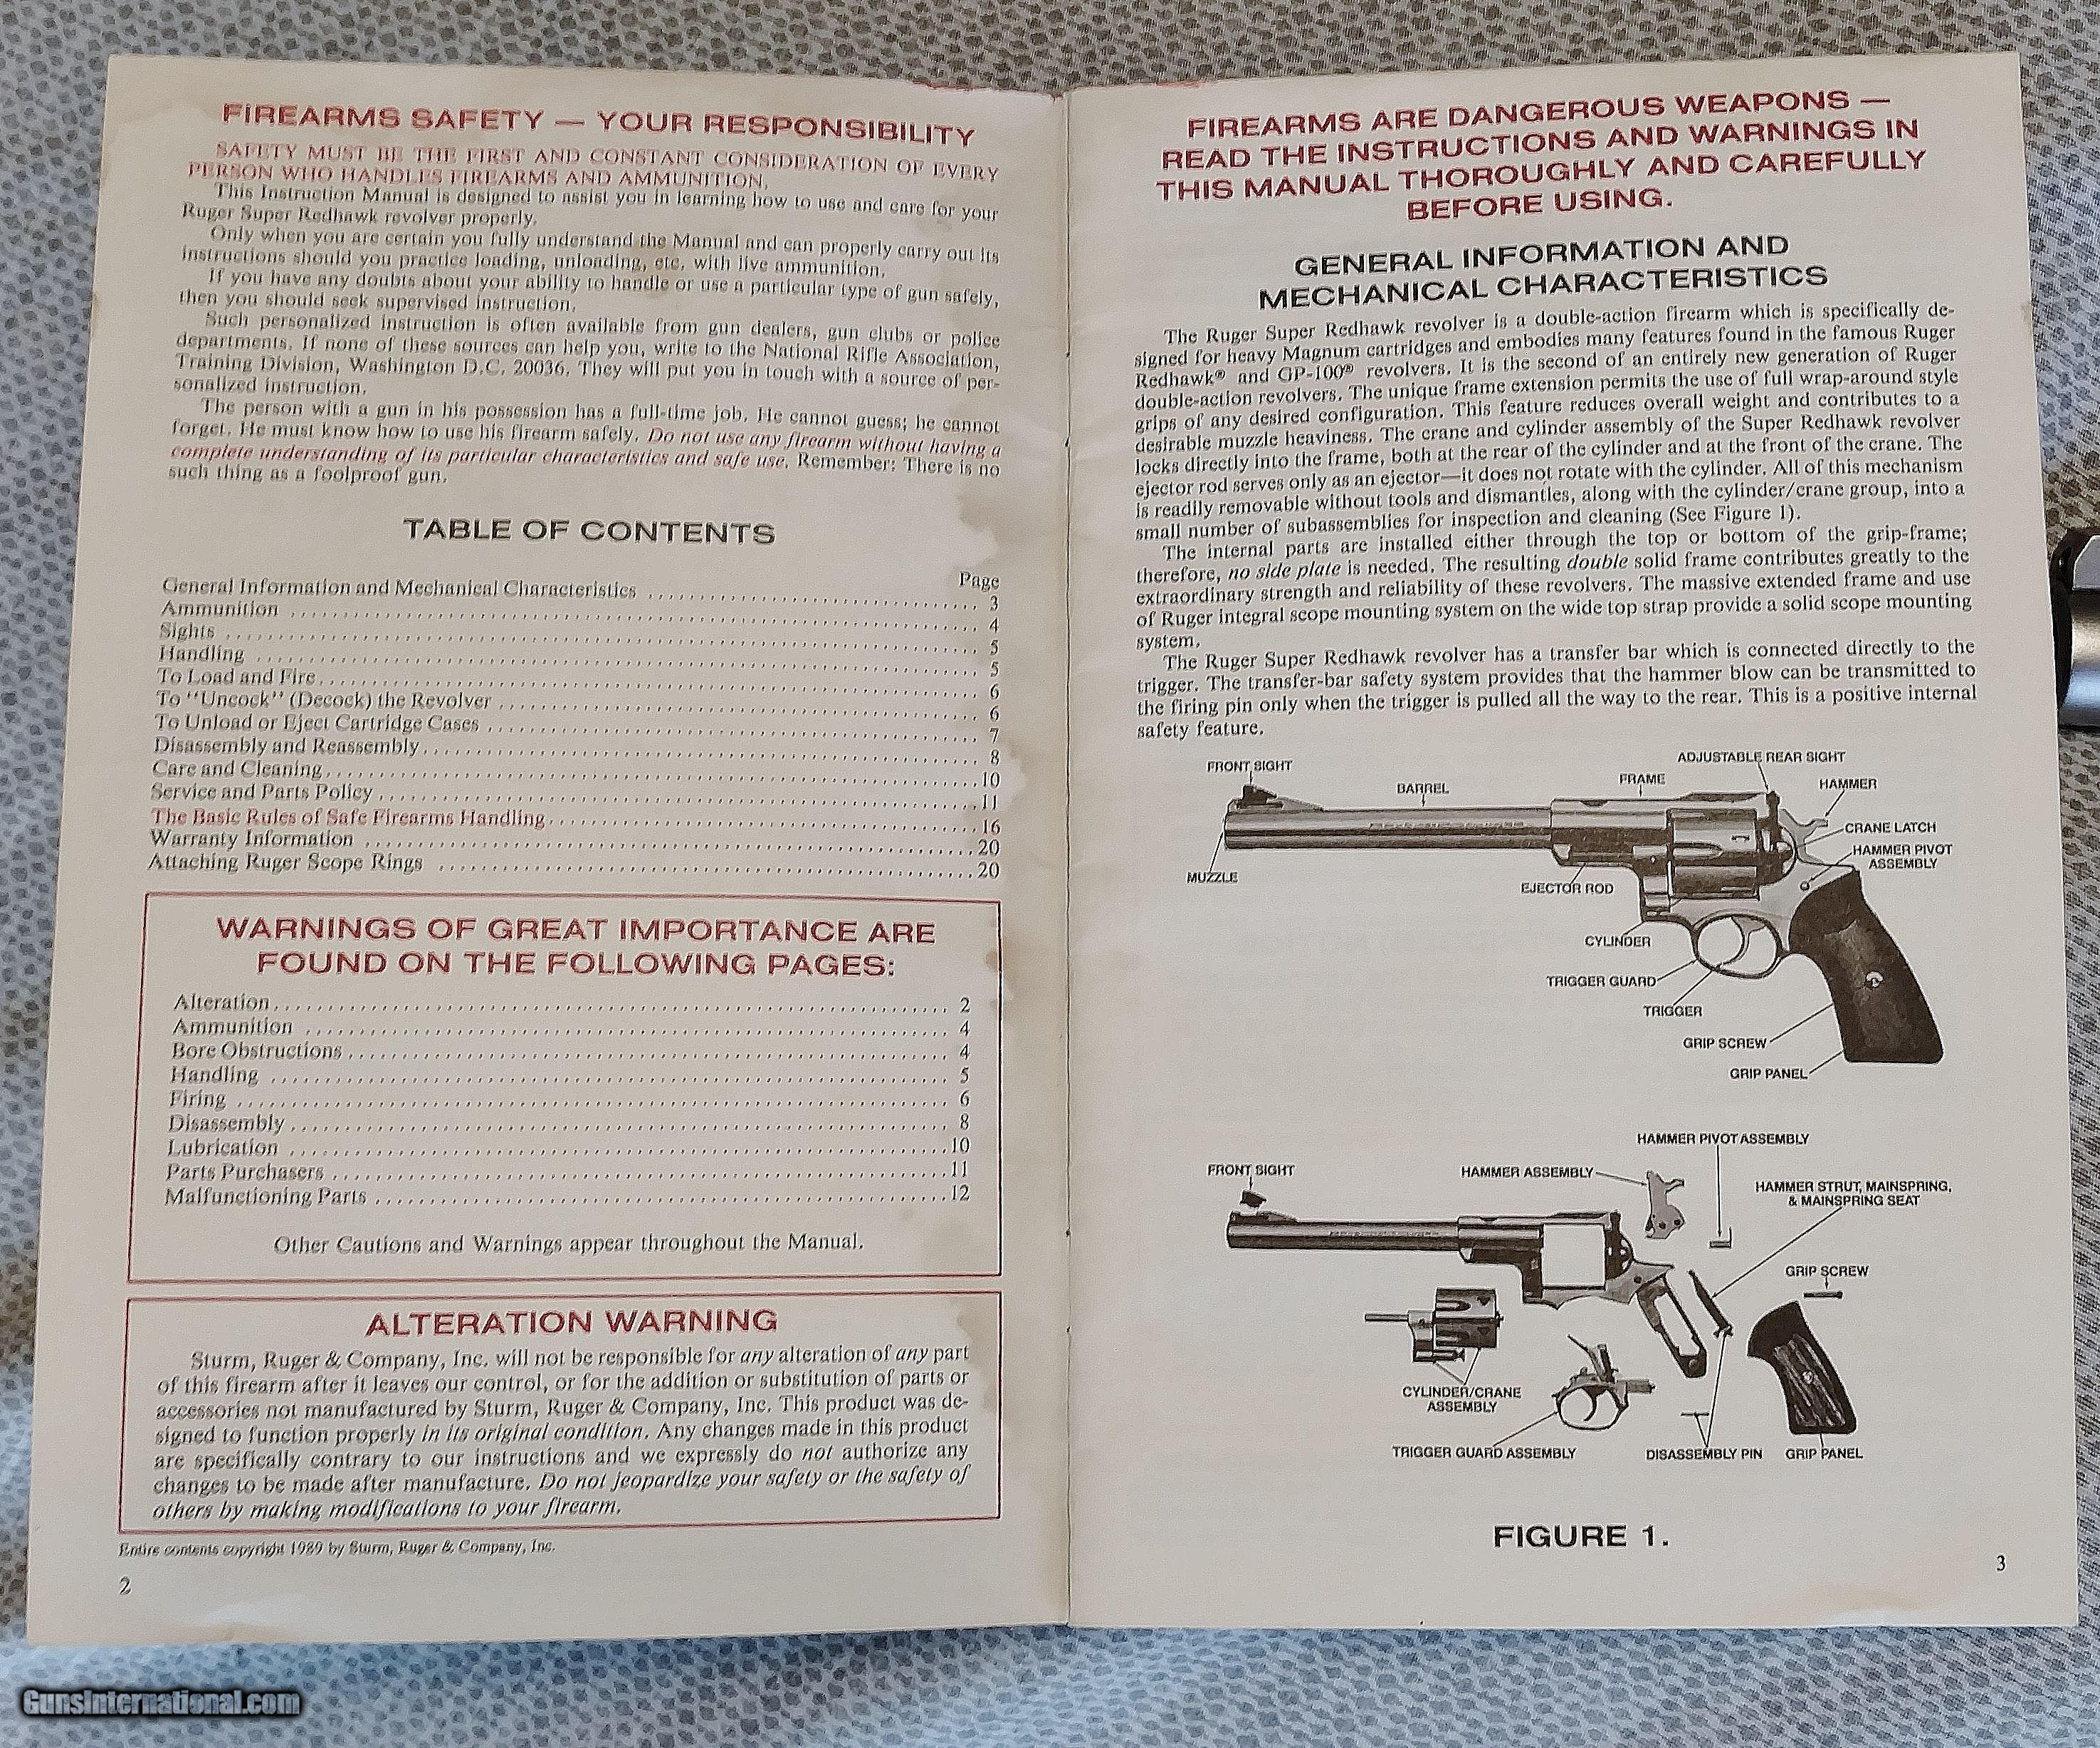 FIREARMS SAFETY — YOUR RESPONSIBILITY
SAFETY MUST BE THE FIRST AND CONSTANT CONSIDERATION OF EVERY
PERSON WHO HANDLES FIREARMS AND AMMUNITION.
This Instruction Manual is designed to assist you in learning how to use and care for your
Ruger Super Redhawk revolver properly.
Only when you are certain you fully understand the Manual and can properly carry out its
instructions should you practice loading, unloading, etc. with live ammunition.
If you have any doubts about your ability to handle or use a particular type of gun safely,
then you should seek supervised instruction.
Such personalized instruction is often available from gun dealers, gun clubs or police
departments. If none of these sources can help you, write to the National Rifle Association,
Training Division, Washington D.C. 20036. They will put you in touch with a source of per-
sonalized instruction.
The person with a gun in his possession has a full-time job. He cannot guess; he cannot
forget. He must know how to use his firearm safely. Do not use any firearm without having a
complete understanding of its particular characteristics and safe use. Remember: There is no
such thing as a foolproof gun.
TABLE OF CONTENTS
Page
General Information and Mechanical Characteristics ........ 3
Ammunition ........ 4
Sights ........ 5
Handling ........ 5
To Load and Fire ........ 6
To "Uncock" (Decock) the Revolver ........ 6
To Unload or Eject Cartridge Cases ........ 7
Disassembly and Reassembly ........ 8
Care and Cleaning ........ 10
Service and Parts Policy ........ 11
The Basic Rules of Safe Firearms Handling ........ 16
Warranty Information ........ 20
Attaching Ruger Scope Rings ........ 20
WARNINGS OF GREAT IMPORTANCE ARE
FOUND ON THE FOLLOWING PAGES:
Alteration ........ 2
Ammunition ........ 4
Bore Obstructions ........ 4
Handling ........ 5
Firing ........ 6
Disassembly ........ 8
Lubrication ........ 10
Parts Purchasers ........ 11
Malfunctioning Parts ........ 12
Other Cautions and Warnings appear throughout the Manual.
ALTERATION WARNING
Sturm, Ruger & Company, Inc. will not be responsible for any alteration of any part
of this firearm after it leaves our control, or for the addition or substitution of parts or
accessories not manufactured by Sturm, Ruger & Company, Inc. This product was de-
signed to function properly in its original condition. Any changes made in this product
are specifically contrary to our instructions and we expressly do not authorize any
changes to be made after manufacture. Do not jeopardize your safety or the safety of
others by making modifications to your firearm.
Entire contents copyright 1989 by Sturm, Ruger & Company, Inc.
2
FIREARMS ARE DANGEROUS WEAPONS —
READ THE INSTRUCTIONS AND WARNINGS IN
THIS MANUAL THOROUGHLY AND CAREFULLY
BEFORE USING.
GENERAL INFORMATION AND
MECHANICAL CHARACTERISTICS
The Ruger Super Redhawk revolver is a double-action firearm which is specifically de-
signed for heavy Magnum cartridges and embodies many features found in the famous Ruger
Redhawk® and GP-100® revolvers. It is the second of an entirely new generation of Ruger
double-action revolvers. The unique frame extension permits the use of full wrap-around style
grips of any desired configuration. This feature reduces overall weight and contributes to a
desirable muzzle heaviness. The crane and cylinder assembly of the Super Redhawk revolver
locks directly into the frame, both at the rear of the cylinder and at the front of the crane. The
ejector rod serves only as an ejector—it does not rotate with the cylinder. All of this mechanism
is readily removable without tools and dismantles, along with the cylinder/crane group, into a
small number of subassemblies for inspection and cleaning (See Figure 1).
The internal parts are installed either through the top or bottom of the grip-frame;
therefore, no side plate is needed. The resulting double solid frame contributes greatly to the
extraordinary strength and reliability of these revolvers. The massive extended frame and use
of Ruger integral scope mounting system on the wide top strap provide a solid scope mounting
system.
The Ruger Super Redhawk revolver has a transfer bar which is connected directly to the
trigger. The transfer-bar safety system provides that the hammer blow can be transmitted to
the firing pin only when the trigger is pulled all the way to the rear. This is a positive internal
safety feature.
FRONT SIGHT
BARREL
FRAME
ADJUSTABLE REAR SIGHT
HAMMER
CRANE LATCH
HAMMER PIVOT
ASSEMBLY
MUZZLE
EJECTOR ROD
CYLINDER
TRIGGER GUARD
TRIGGER
GRIP SCREW
GRIP PANEL
HAMMER PIVOT ASSEMBLY
FRONT SIGHT
HAMMER ASSEMBLY
HAMMER STRUT, MAINSPRING,
& MAINSPRING SEAT
GRIP SCREW
CYLINDER/CRANE
ASSEMBLY
TRIGGER GUARD ASSEMBLY
DISASSEMBLY PIN
GRIP PANEL
FIGURE 1.
3
GunsInternational.com